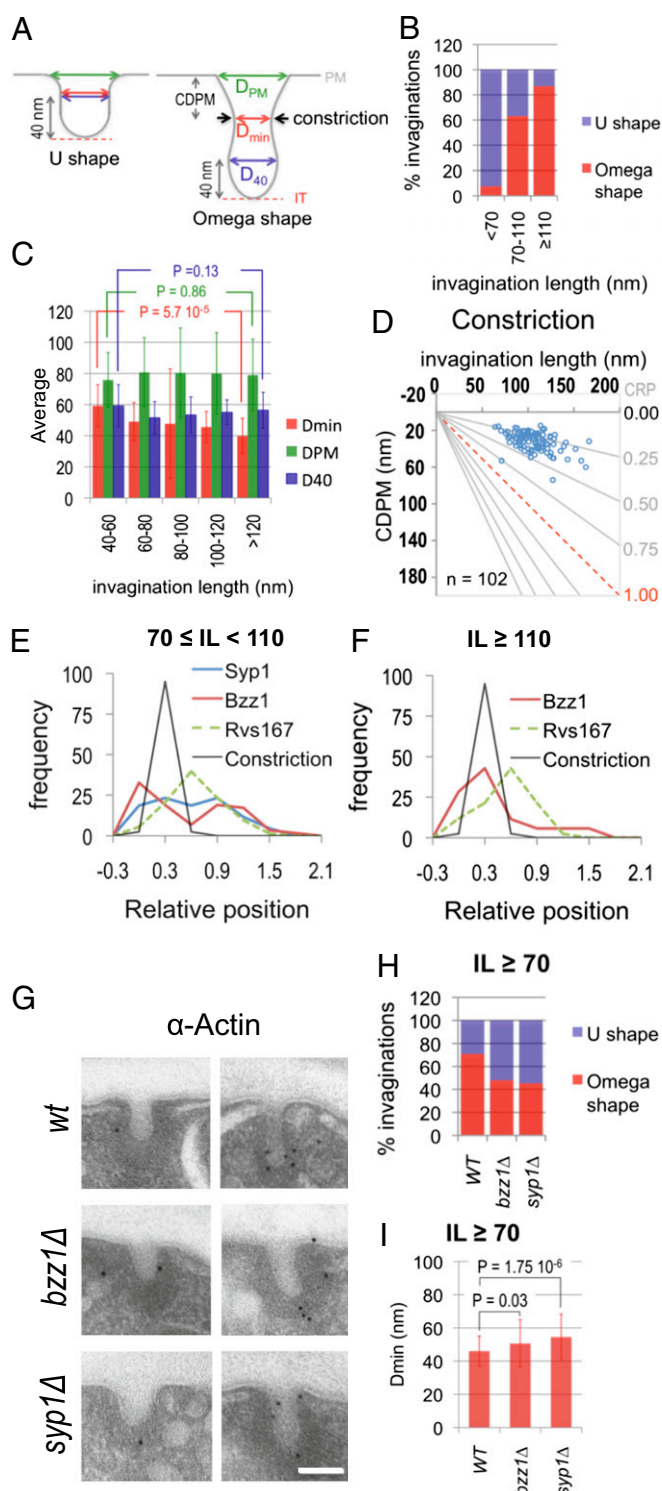 A
D_PM
PM
CDPM
constriction
D_min
40 nm
U shape
D_40
40 nm
IT
Omega shape
B
% invaginations
120
100
80
60
40
20
0
U shape
Omega
shape
<70
70-110
≥110
invagination length (nm)
C
P =0.13
P = 0.86
P = 5.7 10⁻⁵
Average
120
100
80
60
40
20
0
Dmin
DPM
D40
40-60
60-80
80-100
100-120
>120
invagination length (nm)
D
Constriction
invagination length (nm)
0
50
100
150
200
CRP
-20
20
60
100
140
180
CDPM (nm)
0.00
0.25
0.50
0.75
1.00
n = 102
E
70 ≤ IL < 110
Syp1
Bzz1
Rvs167
Constriction
frequency
100
75
50
25
0
-0.3
0.3
0.9
1.5
2.1
Relative position
F
IL ≥ 110
Bzz1
Rvs167
Constriction
frequency
100
75
50
25
0
-0.3
0.3
0.9
1.5
2.1
Relative position
G
α-Actin
wt
bzz1Δ
syp1Δ
H
IL ≥ 70
% invaginations
120
100
80
60
40
20
0
U shape
Omega
shape
WT
bzz1Δ
syp1Δ
I
IL ≥ 70
P = 1.75 10⁻⁶
P = 0.03
Dmin (nm)
100
80
60
40
20
0
WT
bzz1Δ
syp1Δ